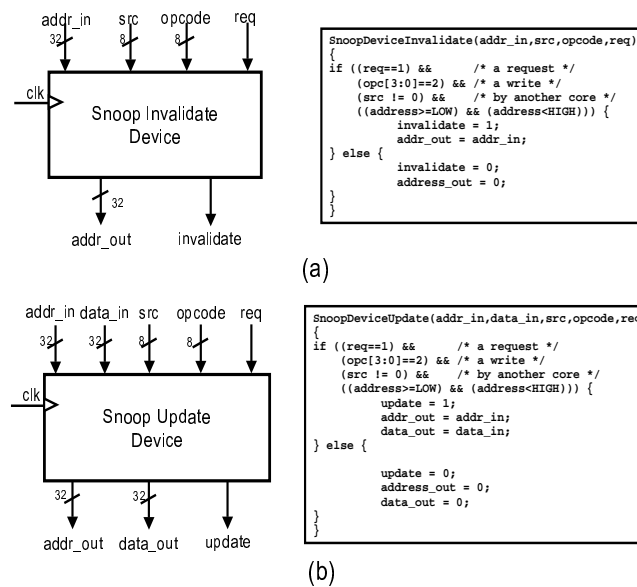 addr_in src opcode req
32 8 8
clk
Snoop Invalidate
Device
32
addr_out invalidate
SnoopDeviceInvalidate(addr_in,src,opcode,req)
{
if ((req==1) && /* a request */
(opc[3:0]==2) && /* a write */
(src != 0) && /* by another core */
((address>=LOW) && (address<HIGH))) {
invalidate = 1;
addr_out = addr_in;
} else {
invalidate = 0;
address_out = 0;
}
}
(a)
addr_in data_in src opcode req
32 32 8 8
clk
Snoop Update
Device
32 32
addr_out data_out update
SnoopDeviceUpdate(addr_in,data_in,src,opcode,req
{
if ((req==1) && /* a request */
(opc[3:0]==2) && /* a write */
(src != 0) && /* by another core */
((address>=LOW) && (address<HIGH))) {
update = 1;
addr_out = addr_in;
data_out = data_in;
} else {
update = 0;
address_out = 0;
data_out = 0;
}
}
(b)